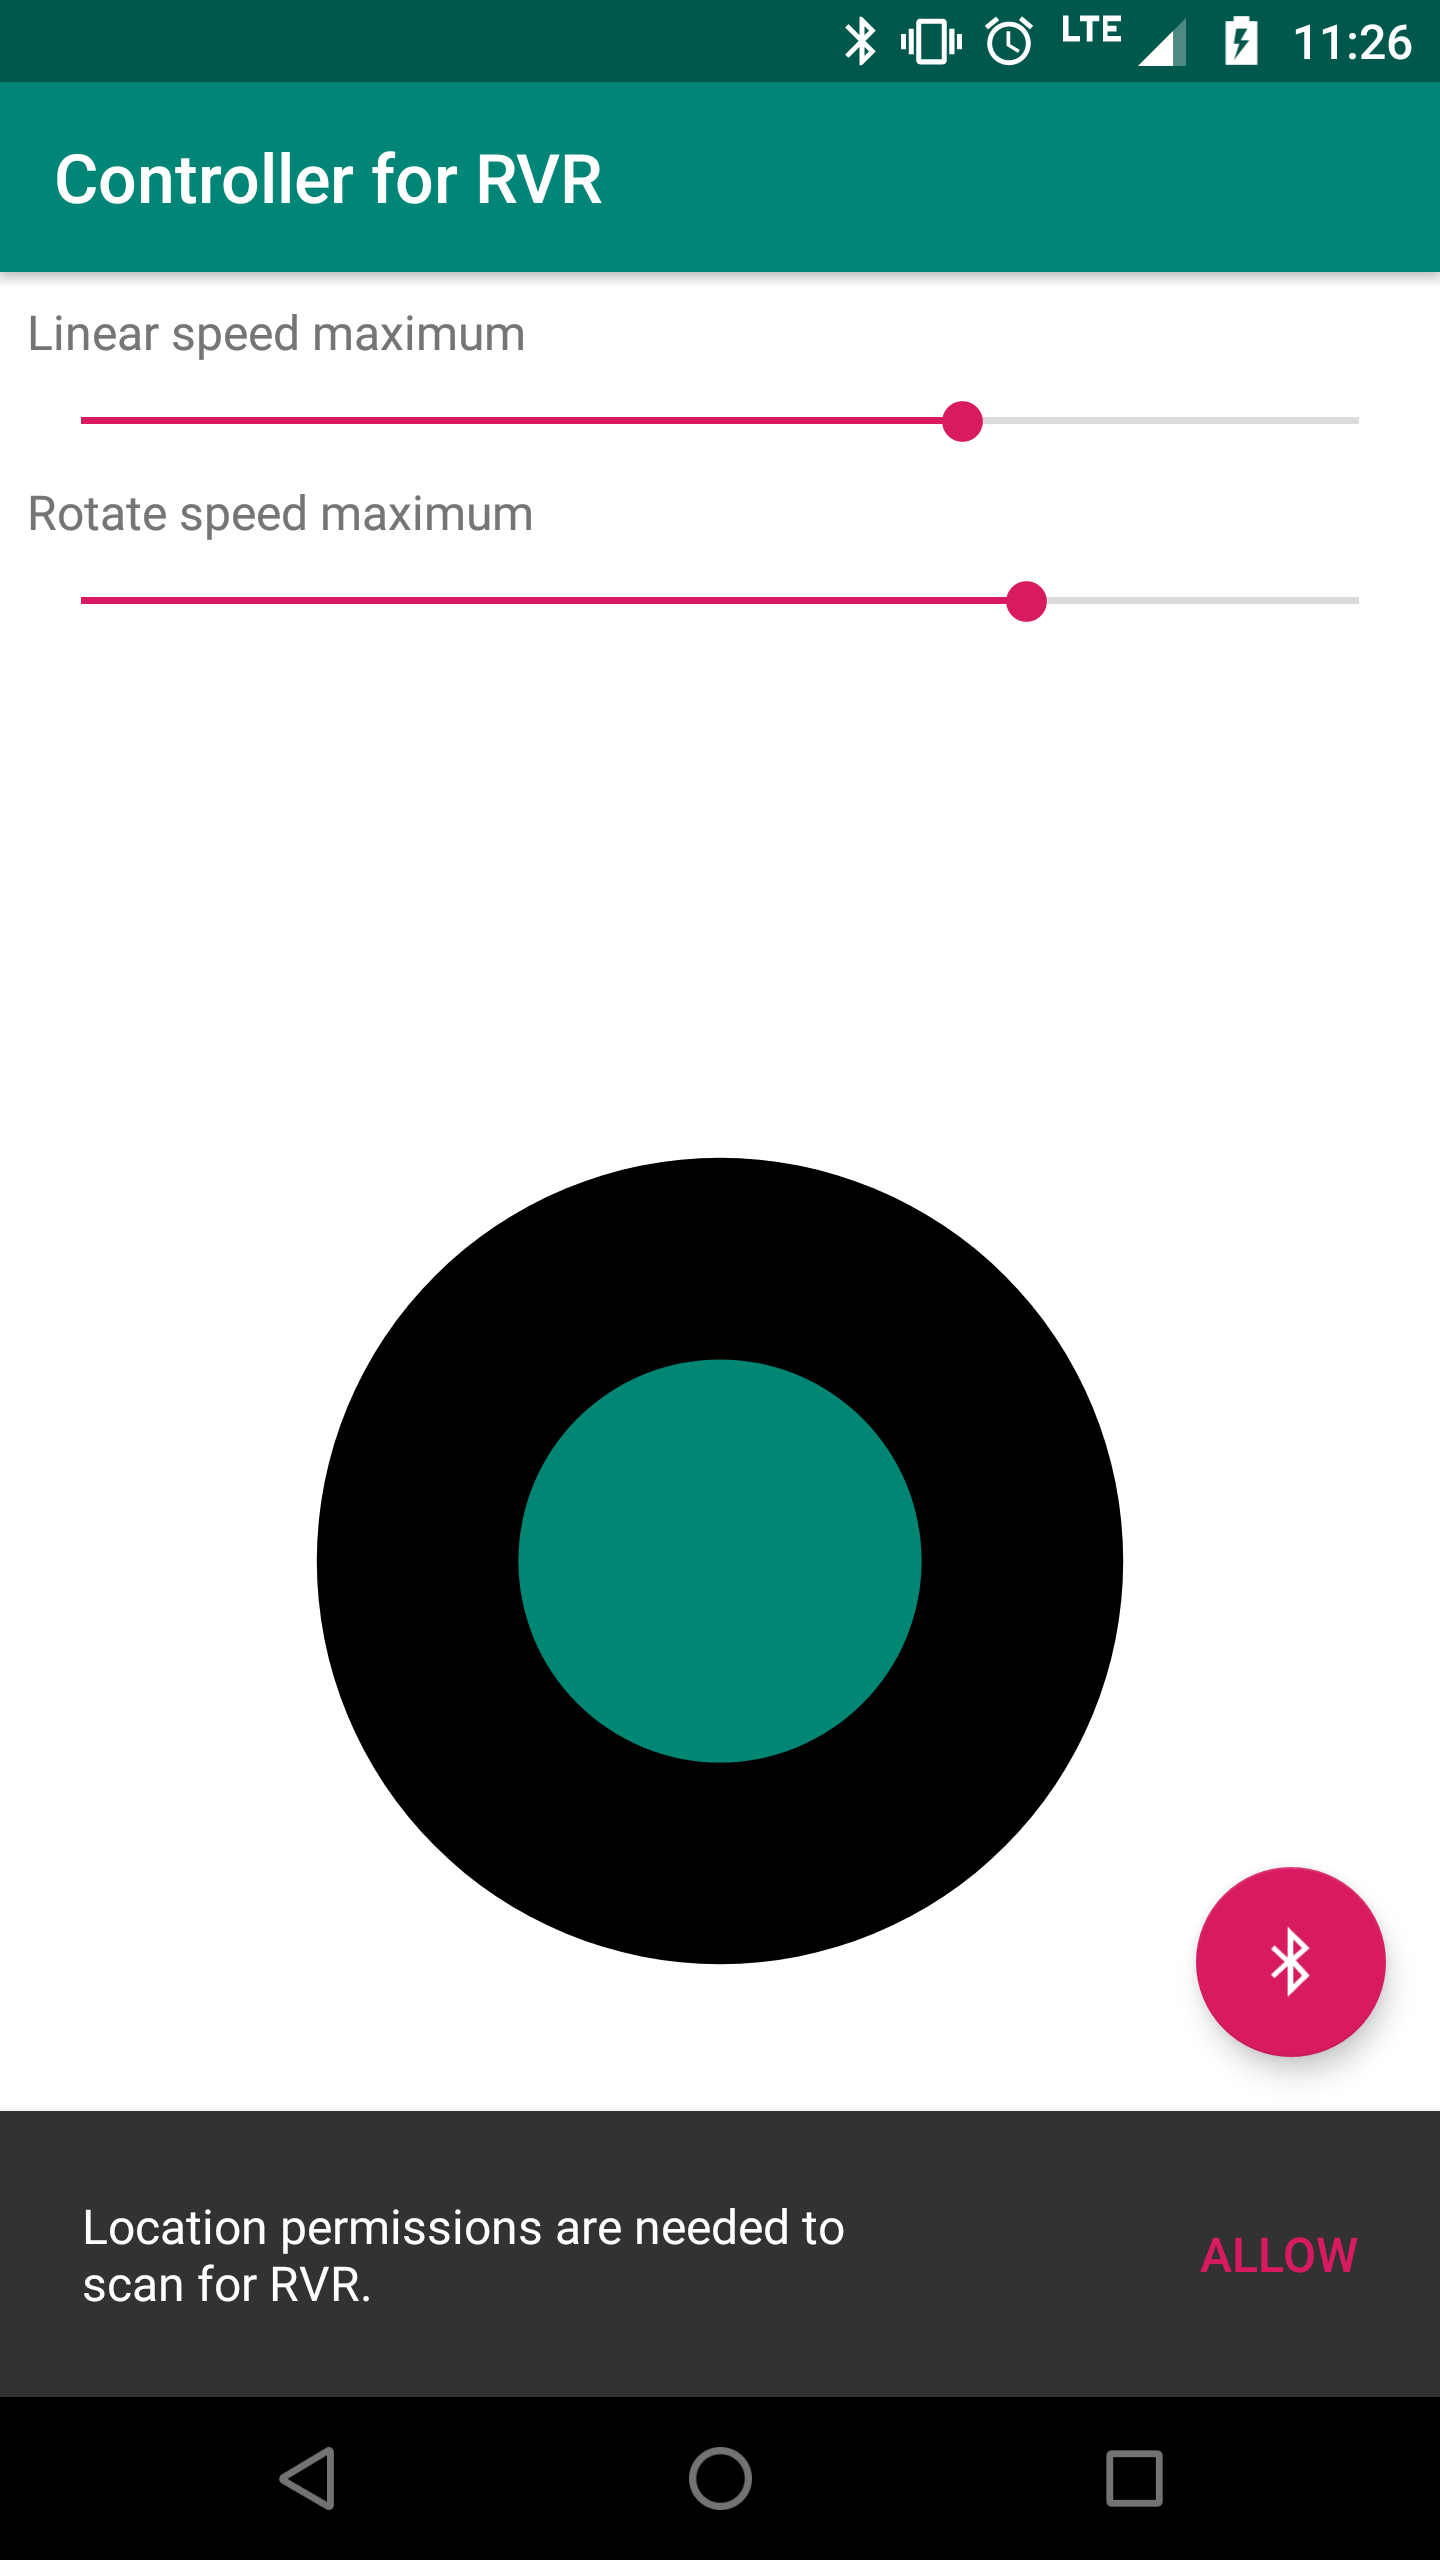 LTE 11:26
Controller for RVR
Linear speed maximum
Rotate speed maximum
Location permissions are needed to
scan for RVR.
ALLOW